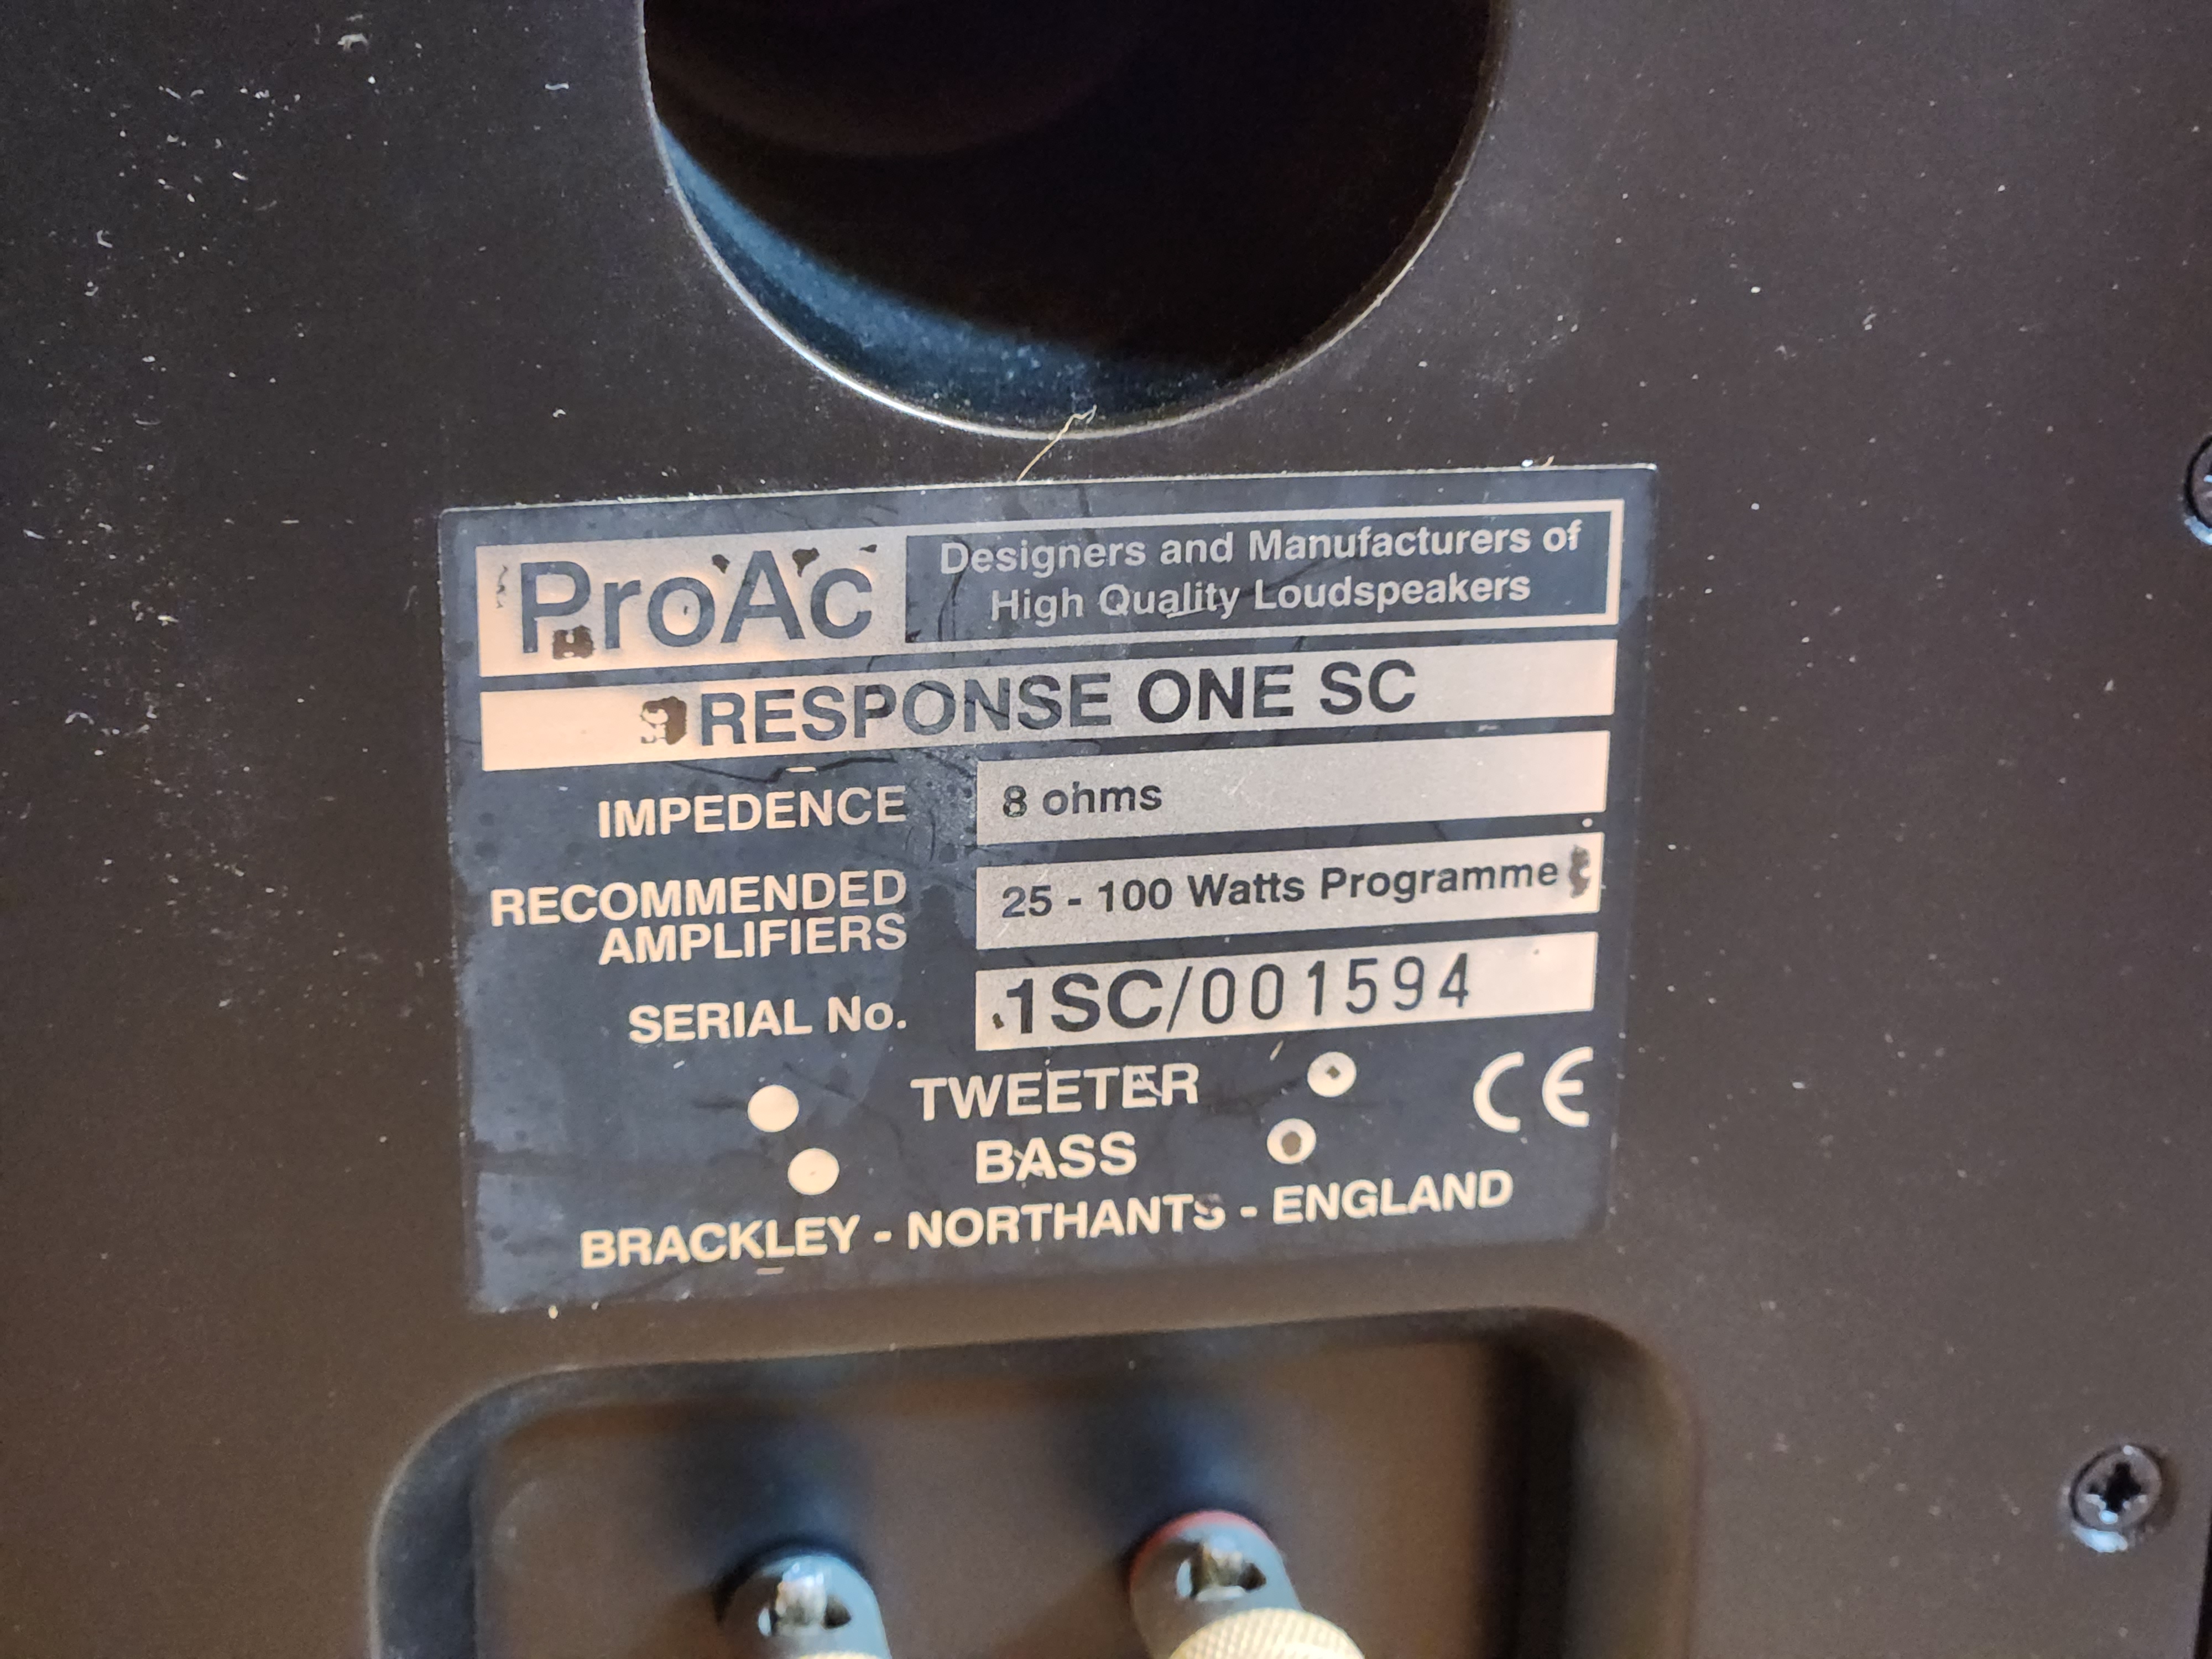 ProAc
Designers and Manufacturers of
High Quality Loudspeakers
RESPONSE ONE SC
IMPEDENCE 8 ohms
RECOMMENDED
AMPLIFIERS 25 - 100 Watts Programme
SERIAL No. 1SC/001594
TWEETER
BASS
CE
BRACKLEY - NORTHANTS - ENGLAND